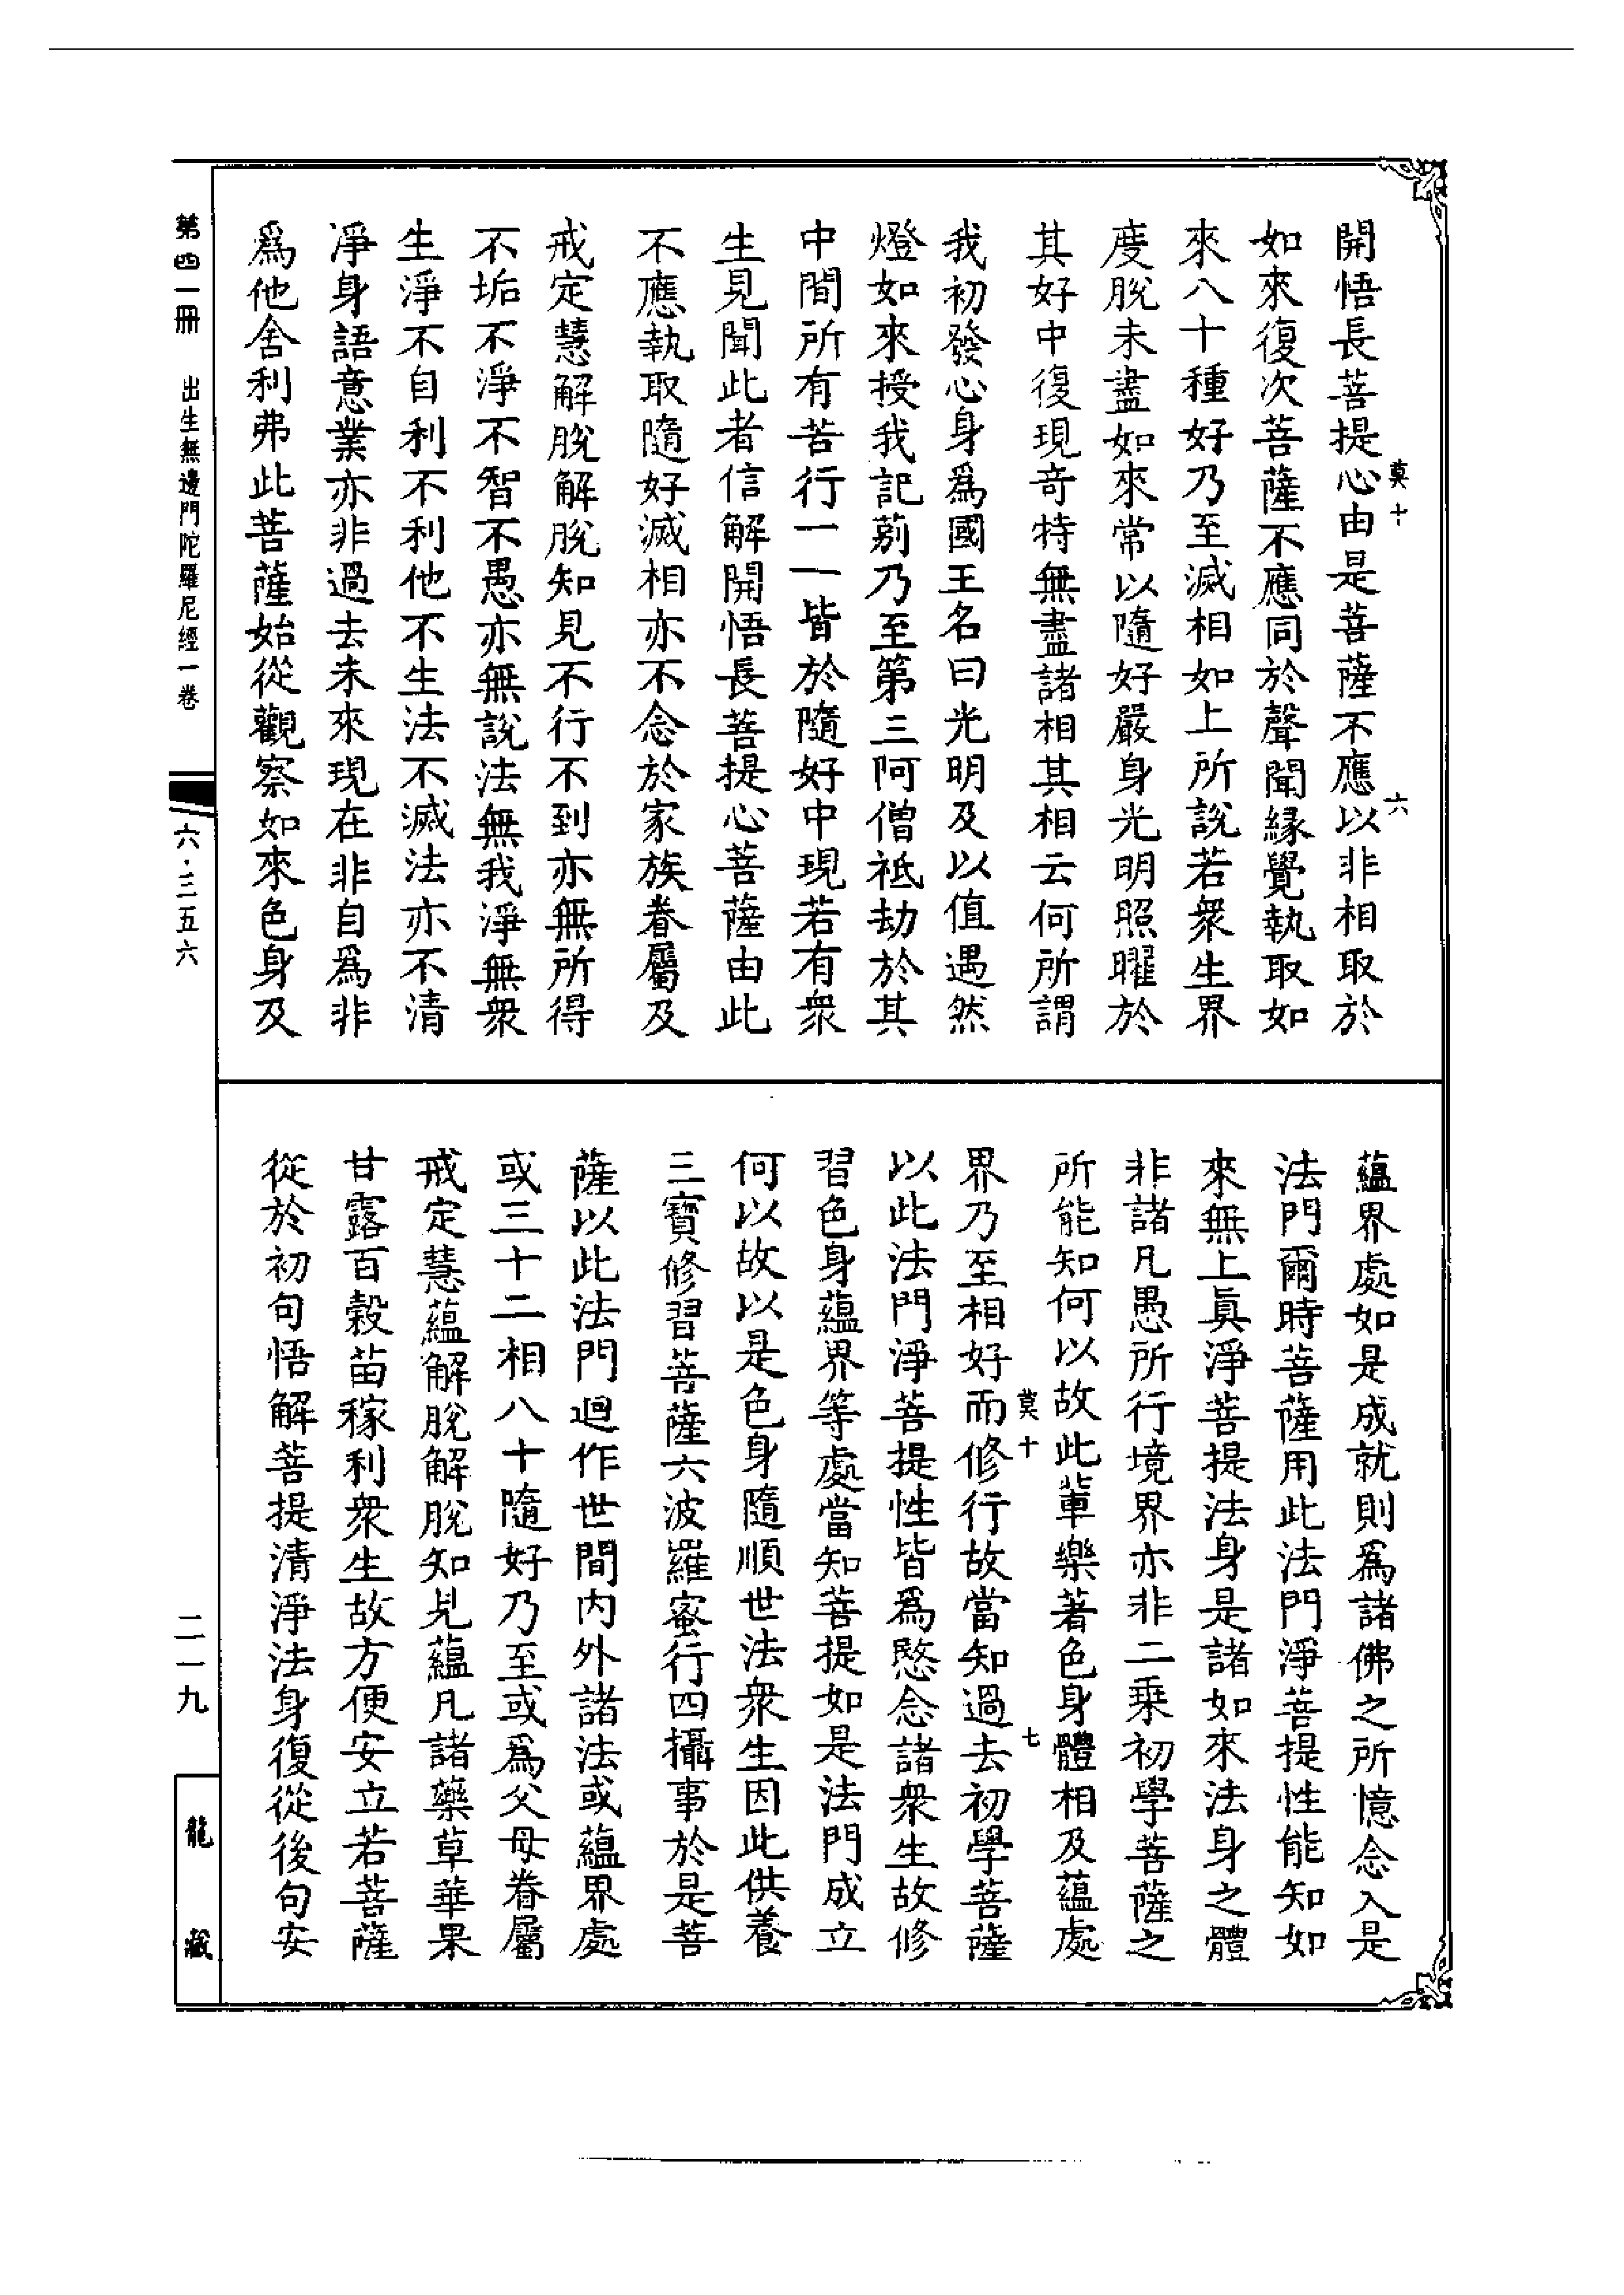 開悟長菩提心由是菩薩不應以非相取於
莫十
六
如來復次菩薩不應同於聲聞緣覺執取如
來八十種好乃至滅相如上所說若衆生界
度脫未盡如來常以隨好嚴身光明照曜於
其好中復現奇特無盡諸相其相云何所謂
我初發心身爲國王名曰光明及以值遇然
燈如來授我記莂乃至第三阿僧祇劫於其
中間所有苦行一一皆於隨好中現若有衆
生見聞此者信解開悟長菩提心菩薩由此
不應執取隨好滅相亦不念於家族眷屬及
戒定慧解脫解脫知見不行不到亦無所得
不垢不淨不智不愚亦無說法無我淨無衆
生淨不自利不利他不生法不滅法亦不清
淨身語意業亦非過去未來現在非自爲非
爲他舍利弗此菩薩始從觀察如來色身及
蘊界處如是成就則爲諸佛之所憶念入是
法門爾時菩薩用此法門淨菩提性能知如
來無上眞淨菩提法身是諸如來法身之體
非諸凡愚所行境界亦非二乘初學菩薩之
所能知何以故此輩樂著色身體相及蘊處
莫十
七
界乃至相好而修行故當知過去初學菩薩
以此法門淨菩提性皆爲愍念諸衆生故修
習色身蘊界等處當知菩提如是法門成立
何以故以是色身隨順世法衆生因此供養
三寶修習菩薩六波羅蜜行四攝事於是菩
薩以此法門迴作世間內外諸法或蘊界處
或三十二相八十隨好乃至或爲父母眷屬
戒定慧蘊解脫解脫知見蘊凡諸藥草華果
甘露百穀苗稼利衆生故方便安立若菩薩
從於初句悟解菩提清淨法身復從後句安
第四一冊 出生無邊門陀羅尼經一卷
六·三五六
二一九
龍藏